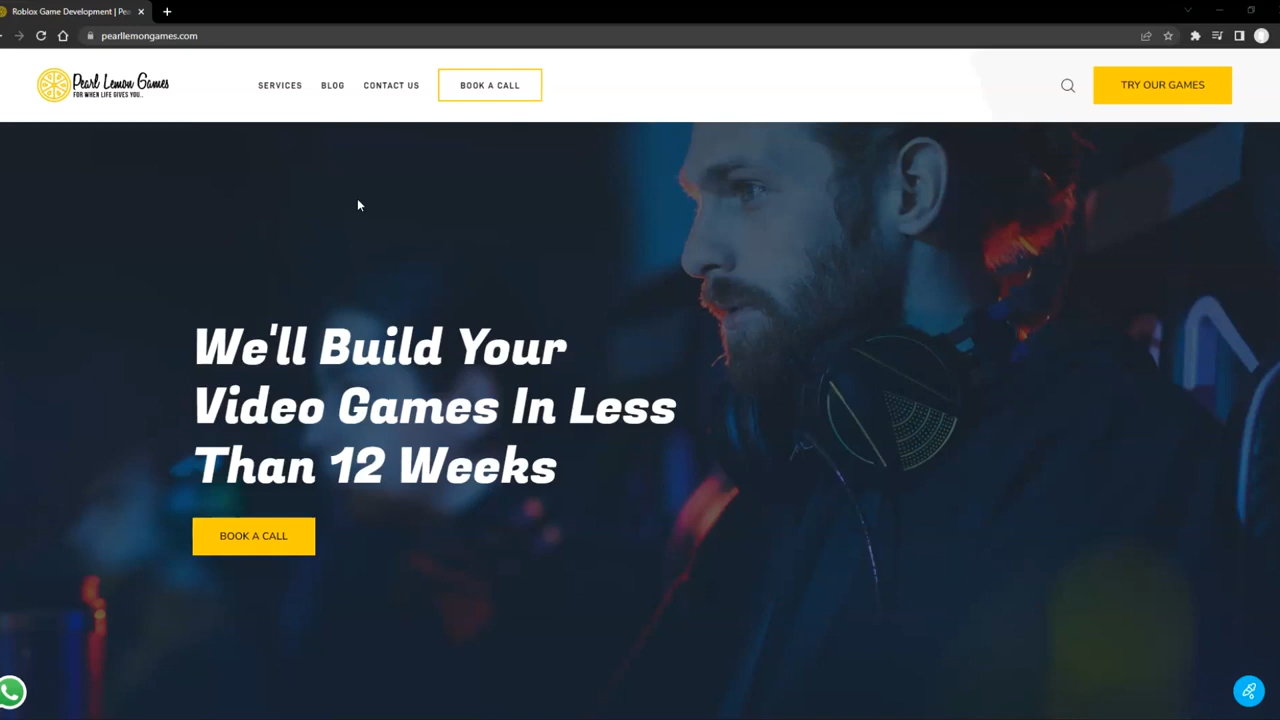 Roblox Game Development | Pea
pearllemongames.com
Pearl Lemon Games
FOR WHEN LIFE GIVES YOU..
SERVICES
BLOG
CONTACT US
BOOK A CALL
TRY OUR GAMES
We'll Build Your
Video Games In Less
Than 12 Weeks
BOOK A CALL